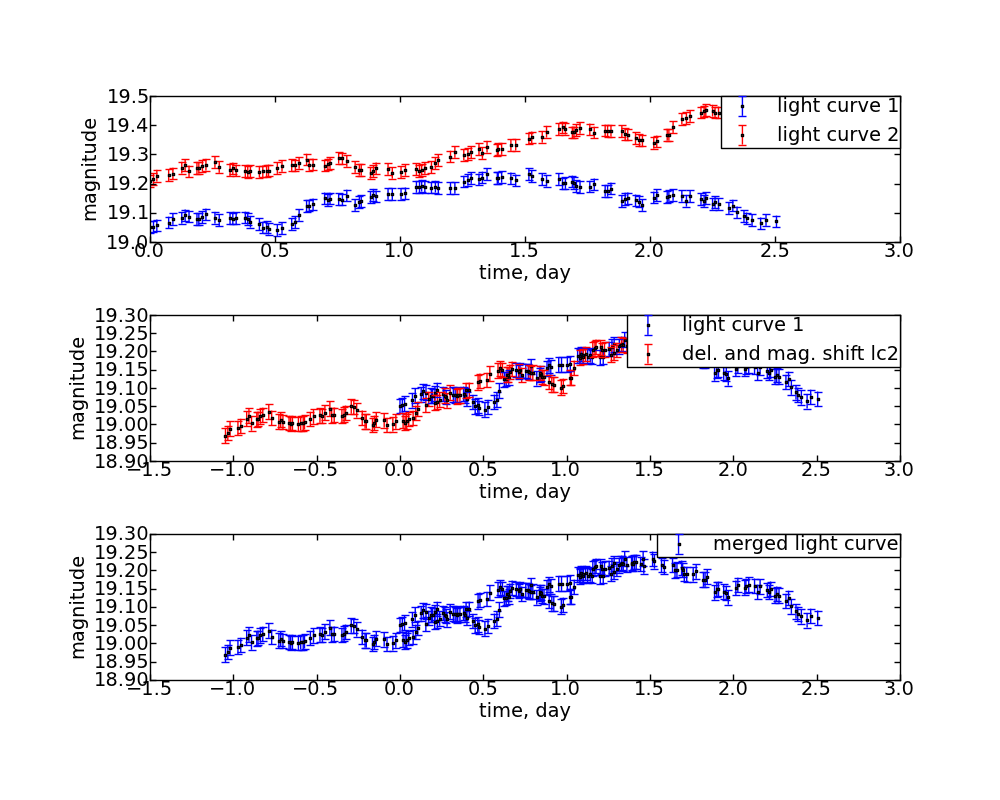 19.5
19.4
19.3
19.2
19.1
19.0
magnitude
light curve 1
light curve 2
0.0 0.5 1.0 1.5 2.0 2.5 3.0
time, day
19.30
19.25
19.20
19.15
19.10
19.05
19.00
18.95
18.90
magnitude
light curve 1
del. and mag. shift lc2
−1.5 −1.0 −0.5 0.0 0.5 1.0 1.5 2.0 2.5 3.0
time, day
19.30
19.25
19.20
19.15
19.10
19.05
19.00
18.95
18.90
magnitude
merged light curve
−1.5 −1.0 −0.5 0.0 0.5 1.0 1.5 2.0 2.5 3.0
time, day